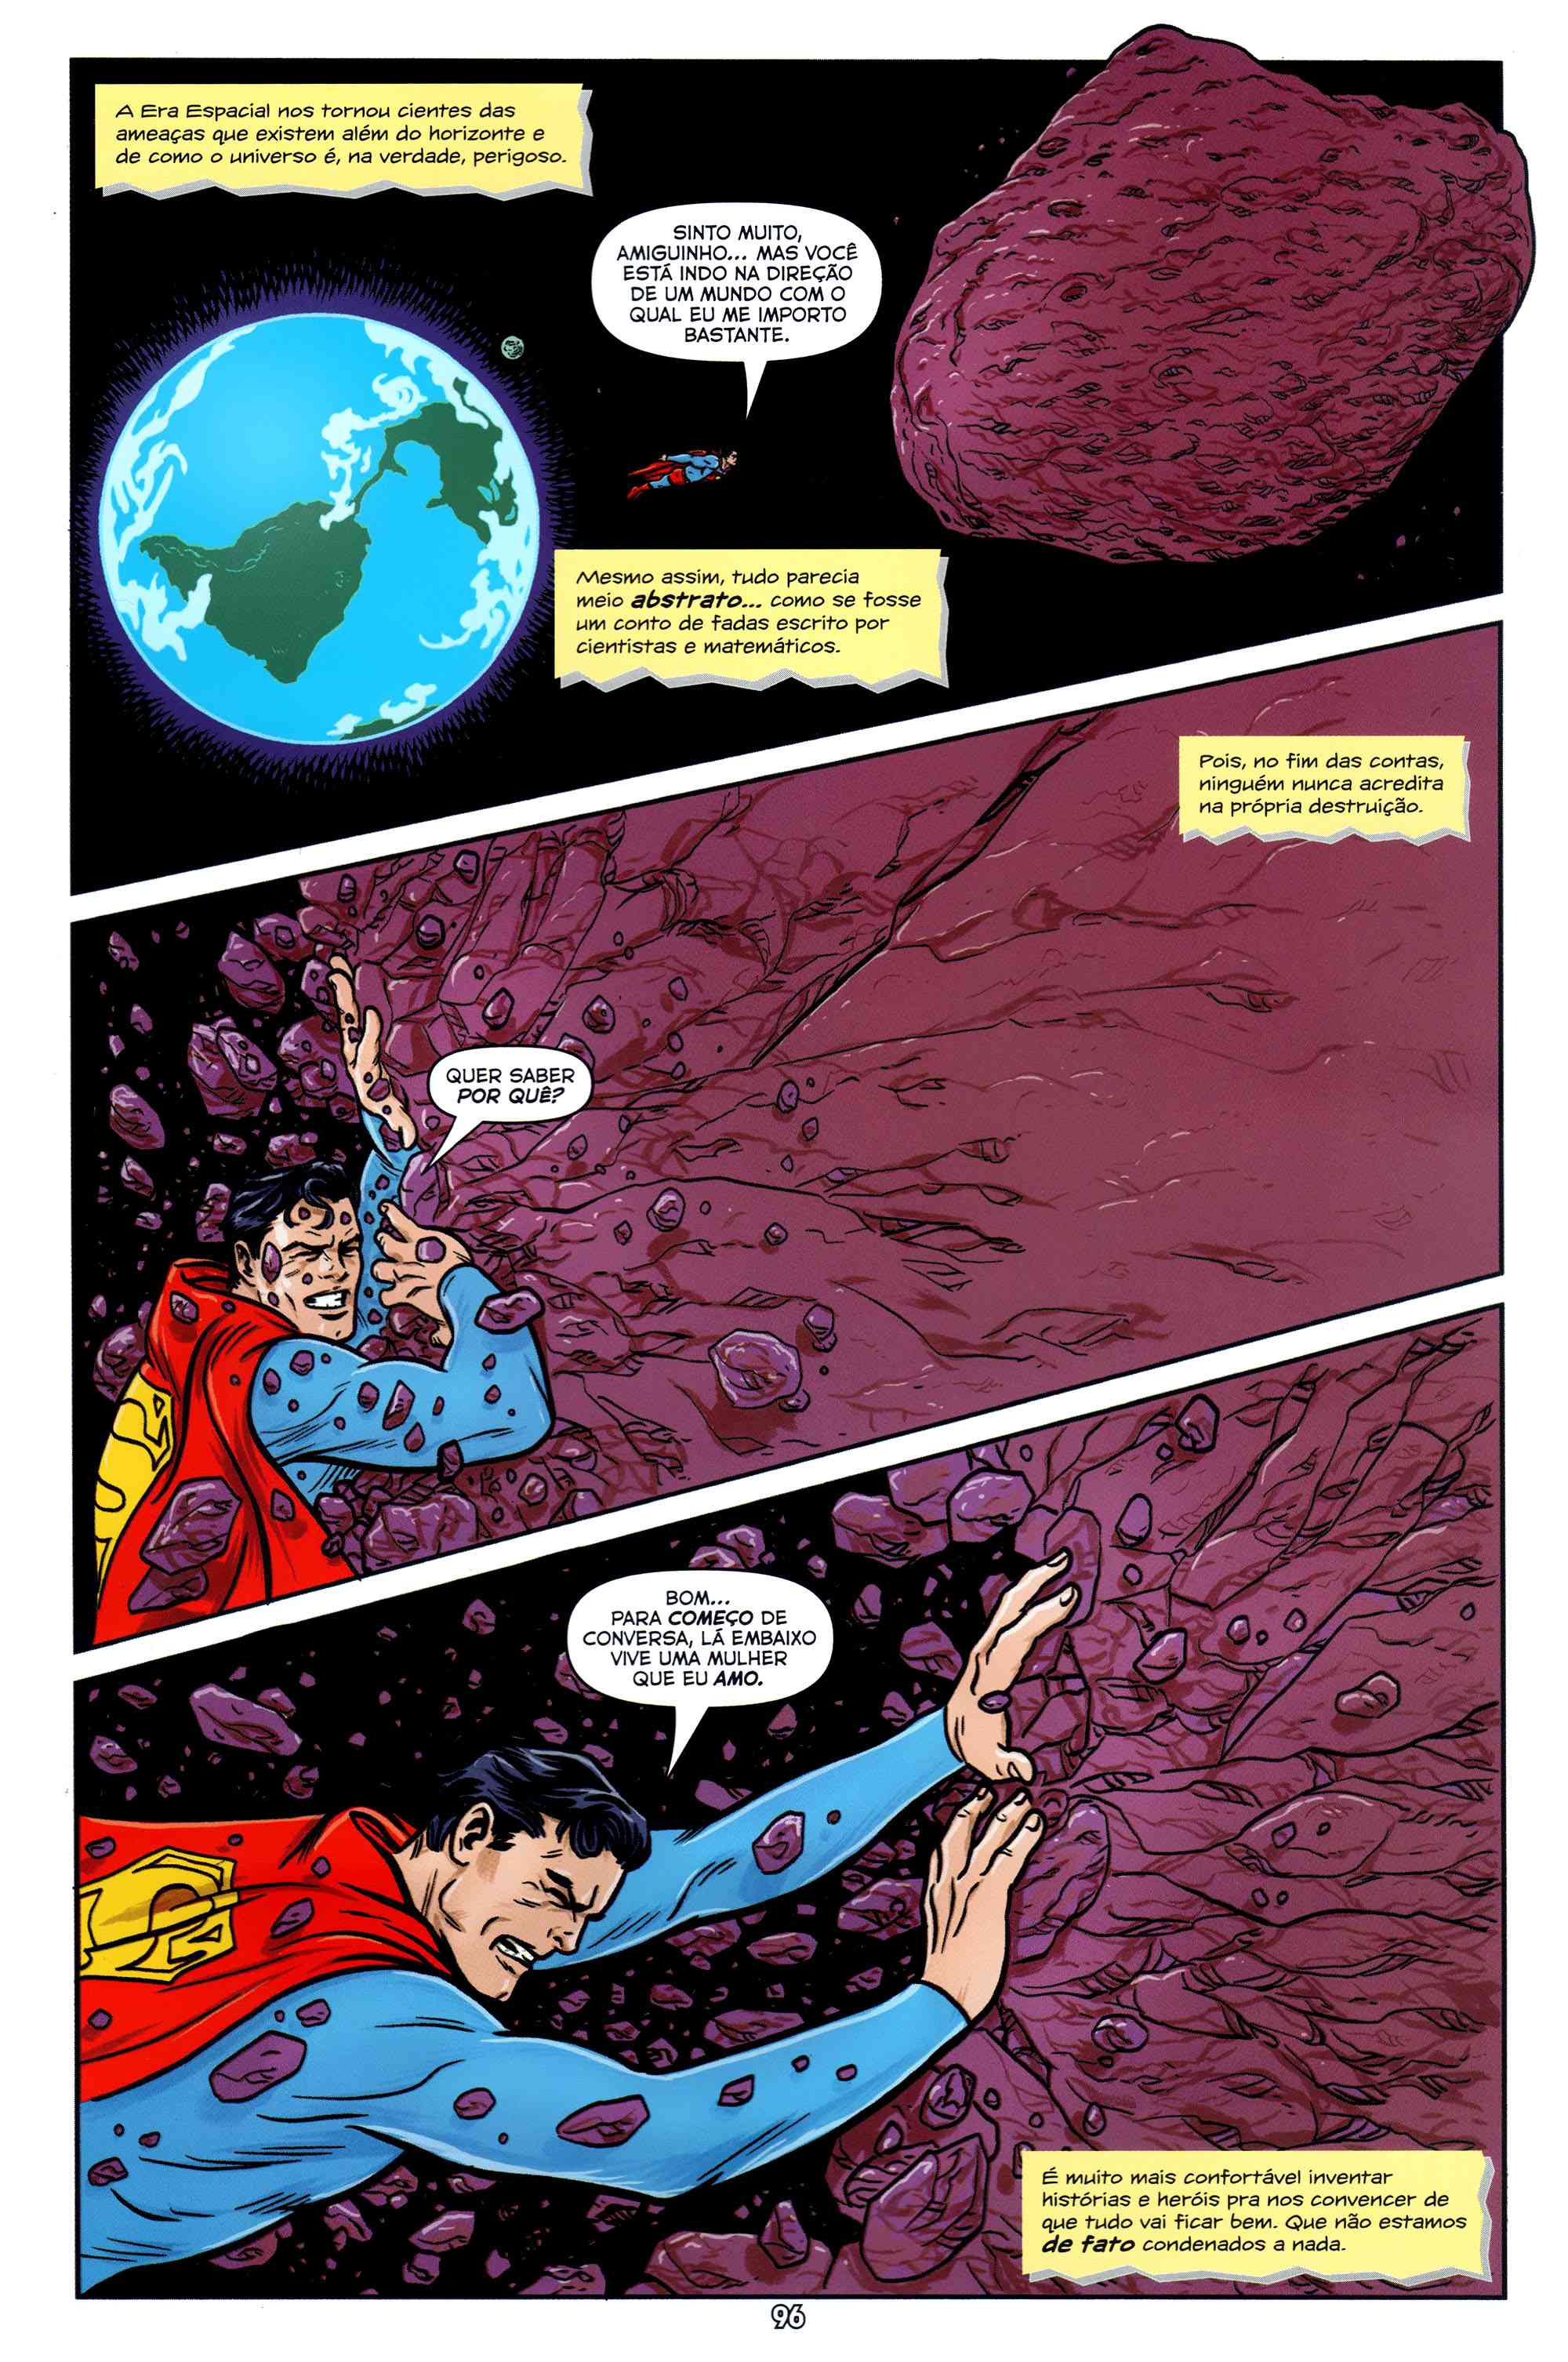 A Era Espacial nos tornou cientes das
ameaças que existem além do horizonte e
de como o universo é, na verdade, perigoso.
SINTO MUITO,
AMIGUINHO... MAS VOCÊ
ESTÁ INDO NA DIREÇÃO
DE UM MUNDO COM O
QUAL EU ME IMPORTO
BASTANTE.
Mesmo assim, tudo parecia
meio abstrato... como se fosse
um conto de fadas escrito por
cientistas e matemáticos.
Pois, no fim das contas,
ninguém nunca acredita
na própria destruição.
QUER SABER
POR QUÊ?
BOM...
PARA COMEÇO DE
CONVERSA, LÁ EMBAIXO
VIVE UMA MULHER
QUE EU AMO.
É muito mais confortável inventar
histórias e heróis pra nos convencer de
que tudo vai ficar bem. Que não estamos
de fato condenados a nada.
96